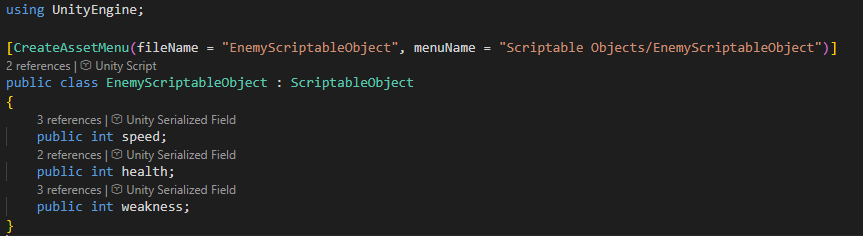 using UnityEngine;
[CreateAssetMenu(fileName = "EnemyScriptableObject", menuName = "Scriptable Objects/EnemyScriptableObject")]
2 references | Unity Script
public class EnemyScriptableObject : ScriptableObject
{
3 references | Unity Serialized Field
public int speed;
2 references | Unity Serialized Field
public int health;
3 references | Unity Serialized Field
public int weakness;
}